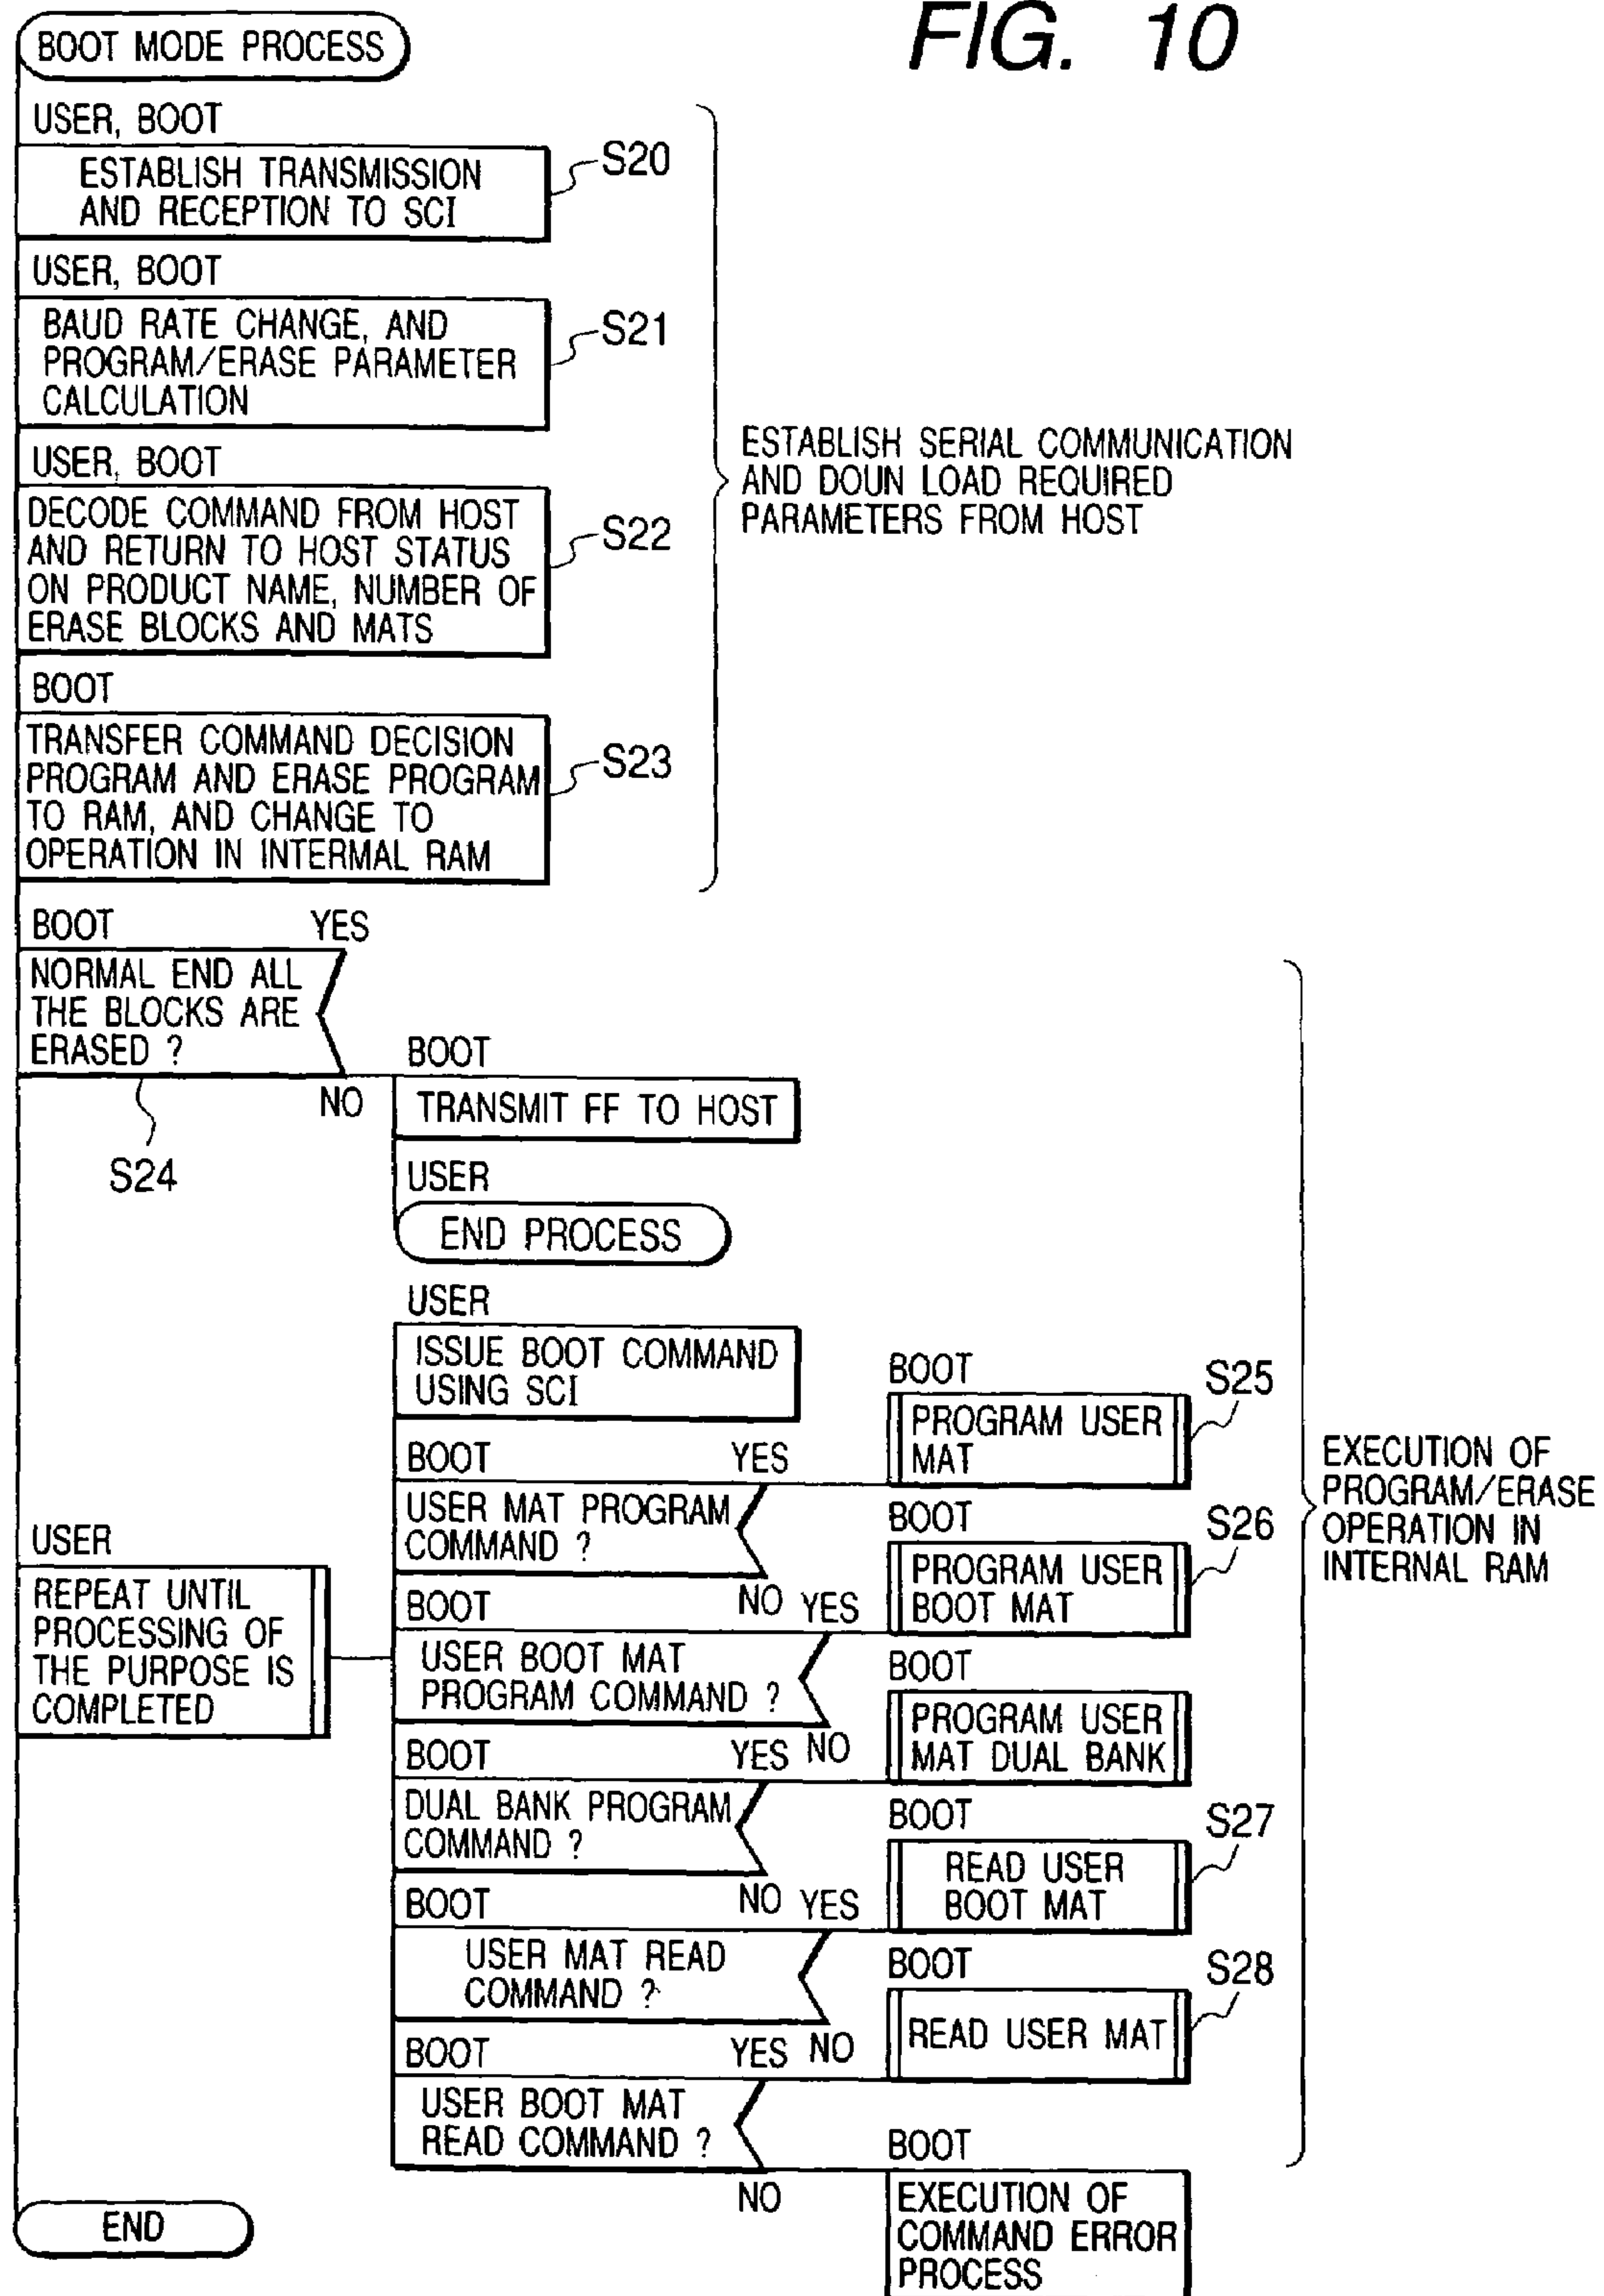 FIG. 10
BOOT MODE PROCESS
USER, BOOT
ESTABLISH TRANSMISSION
AND RECEPTION TO SCI
S20
USER, BOOT
BAUD RATE CHANGE, AND
PROGRAM/ERASE PARAMETER
CALCULATION
S21
USER, BOOT
DECODE COMMAND FROM HOST
AND RETURN TO HOST STATUS
ON PRODUCT NAME, NUMBER OF
ERASE BLOCKS AND MATS
S22
BOOT
TRANSFER COMMAND DECISION
PROGRAM AND ERASE PROGRAM
TO RAM, AND CHANGE TO
OPERATION IN INTERMAL RAM
S23
ESTABLISH SERIAL COMMUNICATION
AND DOUN LOAD REQUIRED
PARAMETERS FROM HOST
BOOT
YES
NORMAL END ALL
THE BLOCKS ARE
ERASED ?
NO
S24
BOOT
TRANSMIT FF TO HOST
USER
END PROCESS
USER
REPEAT UNTIL
PROCESSING OF
THE PURPOSE IS
COMPLETED
USER
ISSUE BOOT COMMAND
USING SCI
BOOT
YES
USER MAT PROGRAM
COMMAND ?
NO
BOOT
PROGRAM USER
MAT
S25
BOOT
YES
USER BOOT MAT
PROGRAM COMMAND ?
NO
BOOT
PROGRAM USER
BOOT MAT
S26
BOOT
YES
DUAL BANK PROGRAM
COMMAND ?
NO
BOOT
PROGRAM USER
MAT DUAL BANK
BOOT
YES
USER MAT READ
COMMAND ?
NO
BOOT
READ USER
BOOT MAT
S27
BOOT
YES
USER BOOT MAT
READ COMMAND ?
NO
BOOT
READ USER MAT
S28
BOOT
EXECUTION OF
COMMAND ERROR
PROCESS
EXECUTION OF
PROGRAM/ERASE
OPERATION IN
INTERNAL RAM
END